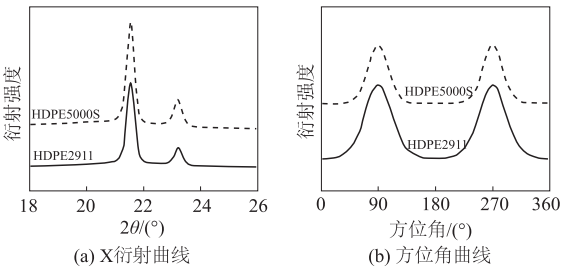 衍射强度
HDPE5000S
HDPE2911
18 20 22 24 26
2θ/(°)
(a) X衍射曲线
衍射强度
HDPE5000S
HDPE2911
0 90 180 270 360
方位角/(°)
(b) 方位角曲线